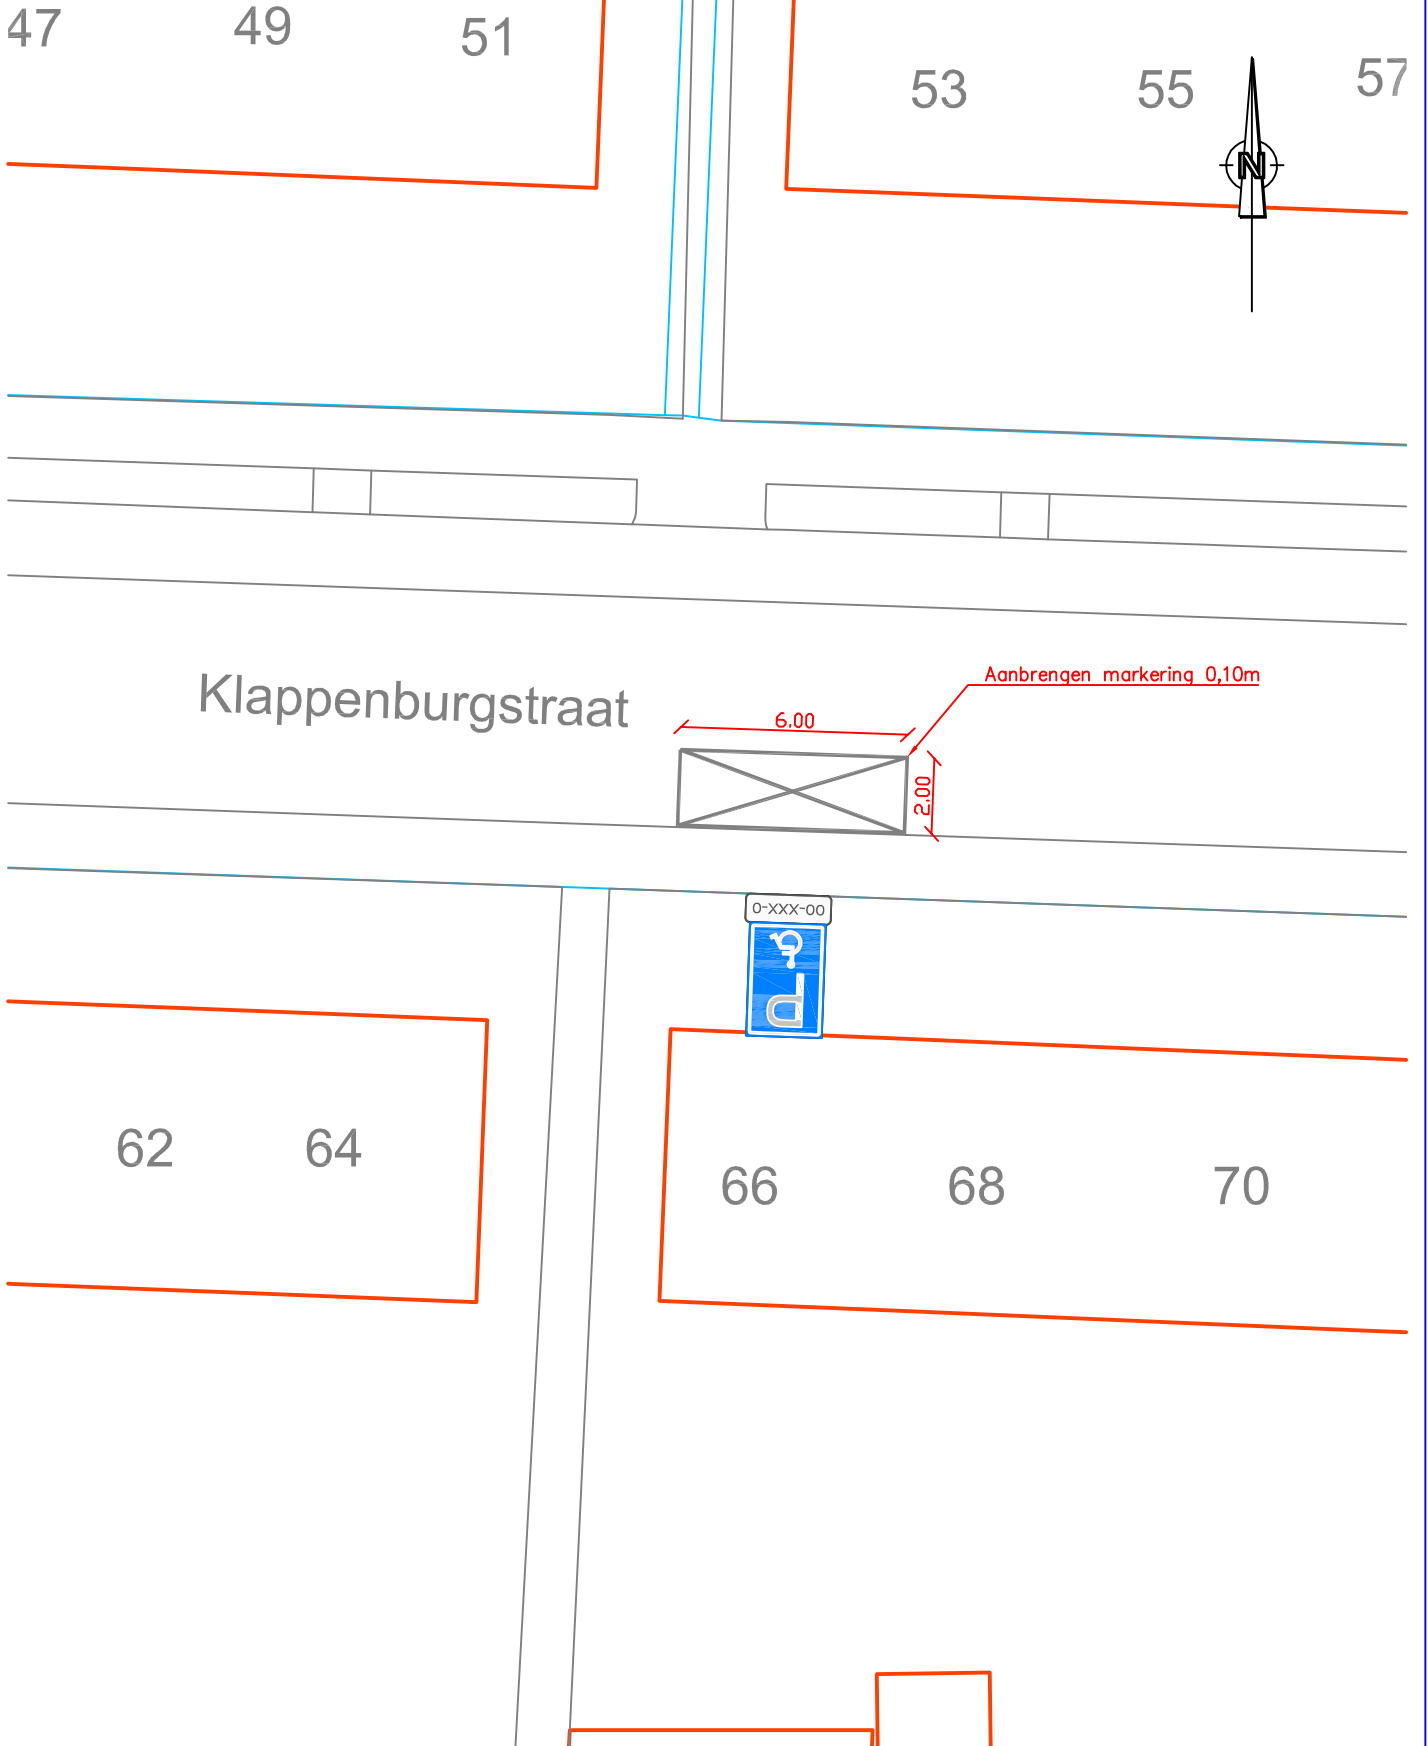 47
49
51
53
55
57
N
Klappenburgstraat
Aanbrengen markering 0,10m
6.00
2.00
0-XXX-00
P
62
64
66
68
70